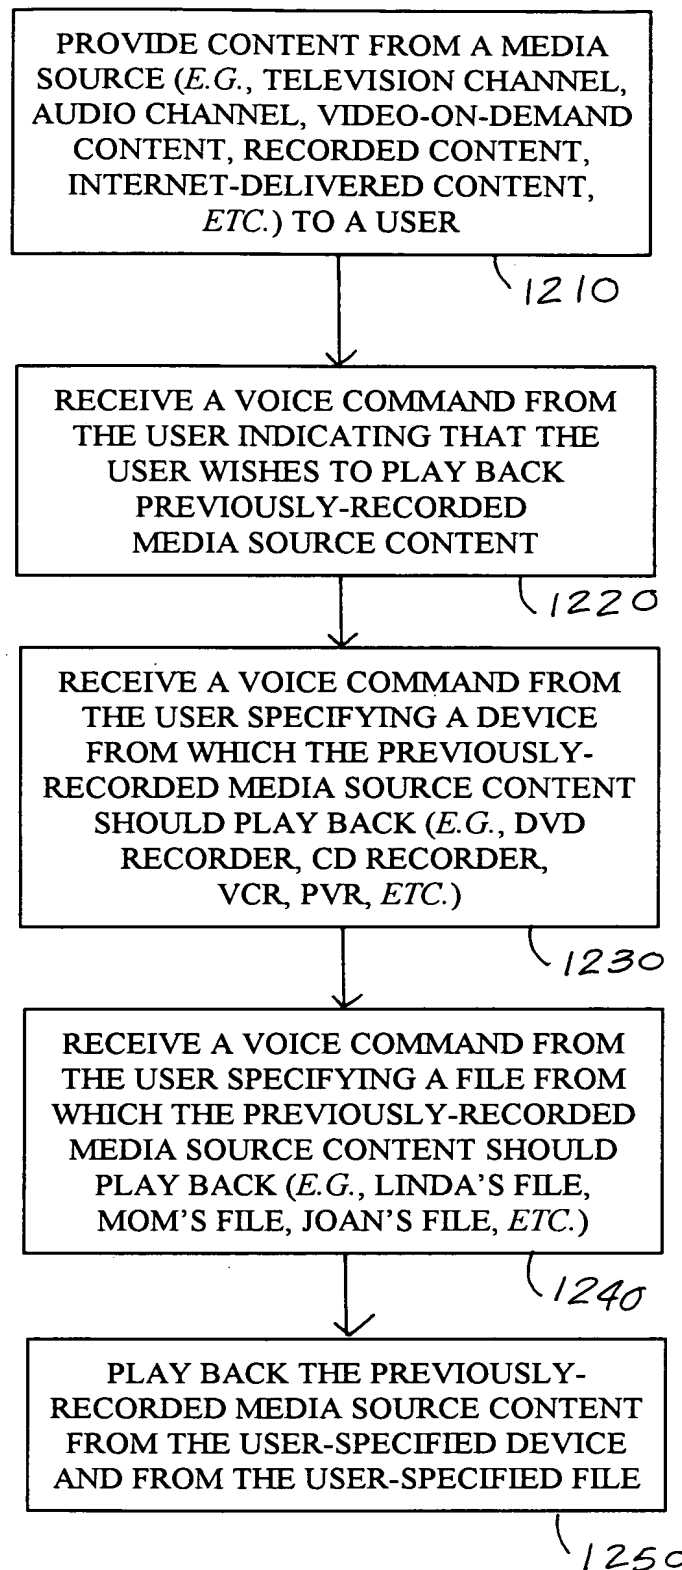 PROVIDE CONTENT FROM A MEDIA
SOURCE (E.G., TELEVISION CHANNEL,
AUDIO CHANNEL, VIDEO-ON-DEMAND
CONTENT, RECORDED CONTENT,
INTERNET-DELIVERED CONTENT,
ETC.) TO A USER
1210
RECEIVE A VOICE COMMAND FROM
THE USER INDICATING THAT THE
USER WISHES TO PLAY BACK
PREVIOUSLY-RECORDED
MEDIA SOURCE CONTENT
1220
RECEIVE A VOICE COMMAND FROM
THE USER SPECIFYING A DEVICE
FROM WHICH THE PREVIOUSLY-
RECORDED MEDIA SOURCE CONTENT
SHOULD PLAY BACK (E.G., DVD
RECORDER, CD RECORDER,
VCR, PVR, ETC.)
1230
RECEIVE A VOICE COMMAND FROM
THE USER SPECIFYING A FILE FROM
WHICH THE PREVIOUSLY-RECORDED
MEDIA SOURCE CONTENT SHOULD
PLAY BACK (E.G., LINDA'S FILE,
MOM'S FILE, JOAN'S FILE, ETC.)
1240
PLAY BACK THE PREVIOUSLY-
RECORDED MEDIA SOURCE CONTENT
FROM THE USER-SPECIFIED DEVICE
AND FROM THE USER-SPECIFIED FILE
1250